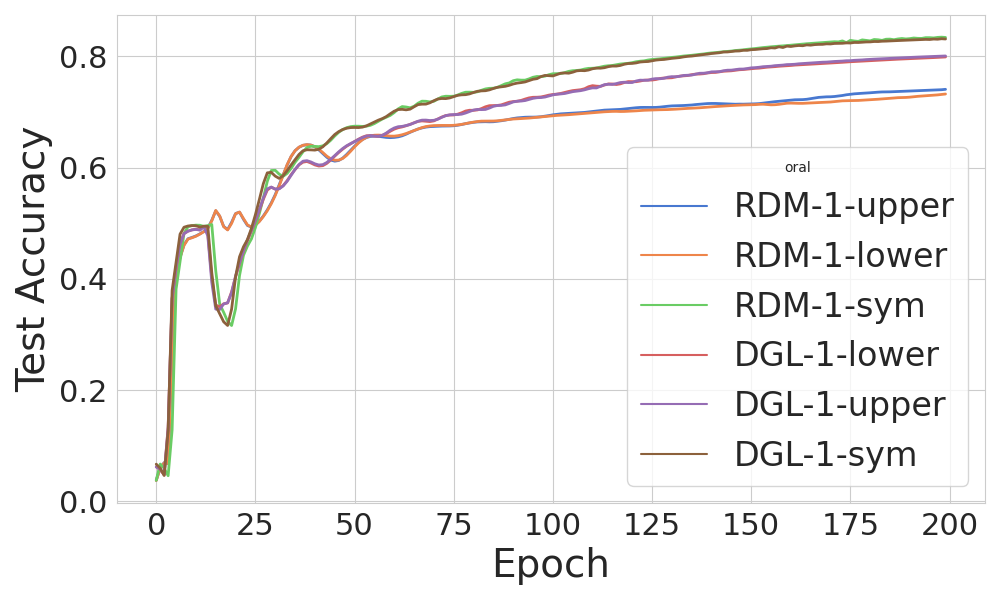 0.8
0.6
0.4
0.2
0.0
Test Accuracy
oral
RDM-1-upper
RDM-1-lower
RDM-1-sym
DGL-1-lower
DGL-1-upper
DGL-1-sym
0 25 50 75 100 125 150 175 200
Epoch